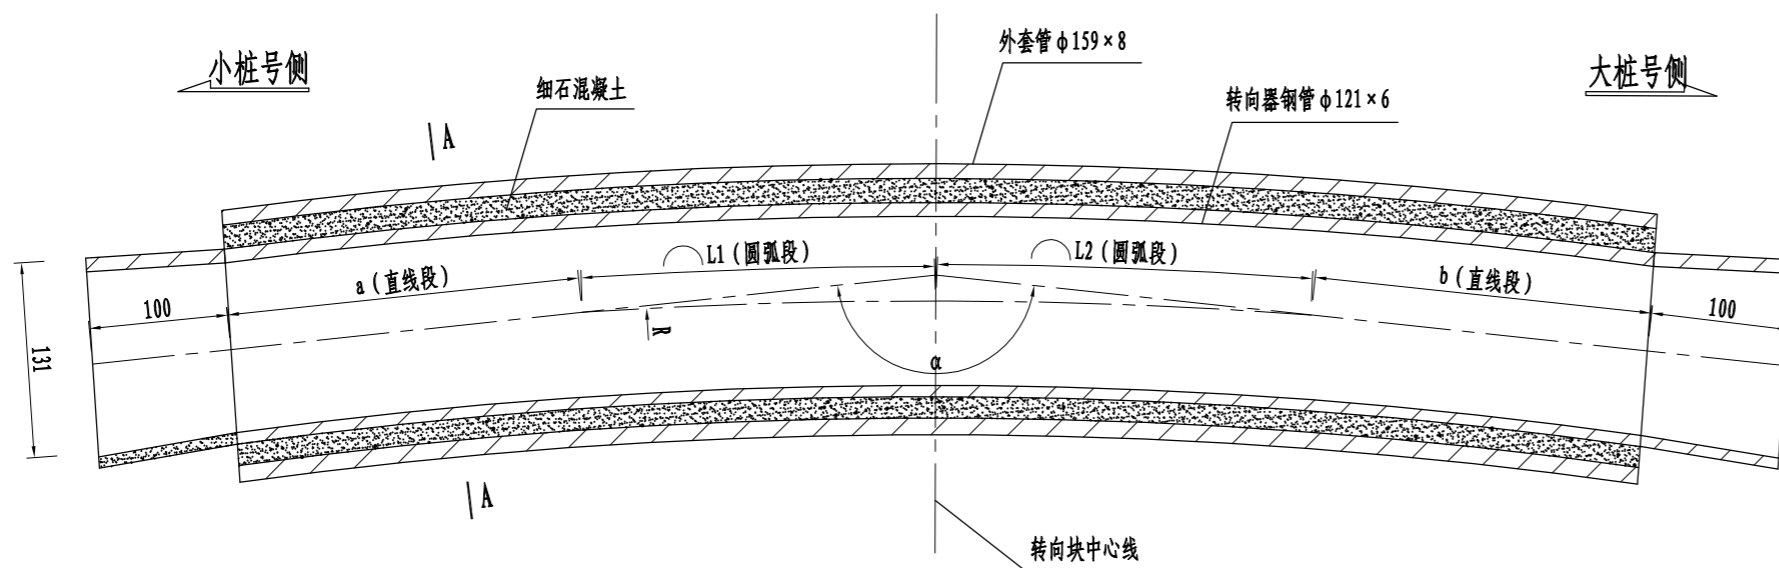 外套管φ159×8
小桩号侧
大桩号侧
细石混凝土
转向器钢管φ121×6
A
L1（圆弧段）
L2（圆弧段）
a（直线段）
b（直线段）
100
100
R
131
α
A
转向块中心线